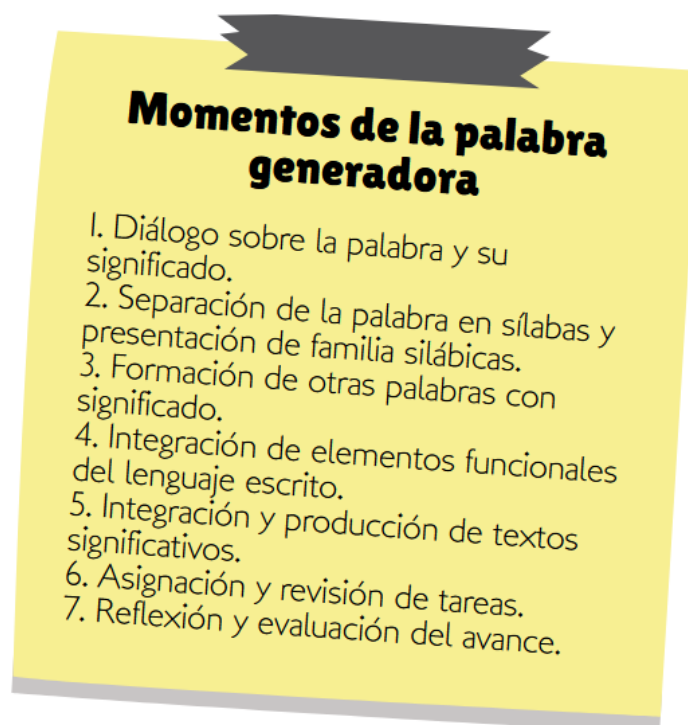 Momentos de la palabra
generadora
1. Diálogo sobre la palabra y su
significado.
2. Separación de la palabra en sílabas y
presentación de familia silábicas.
3. Formación de otras palabras con
significado.
4. Integración de elementos funcionales
del lenguaje escrito.
5. Integración y producción de textos
significativos.
6. Asignación y revisión de tareas.
7. Reflexión y evaluación del avance.